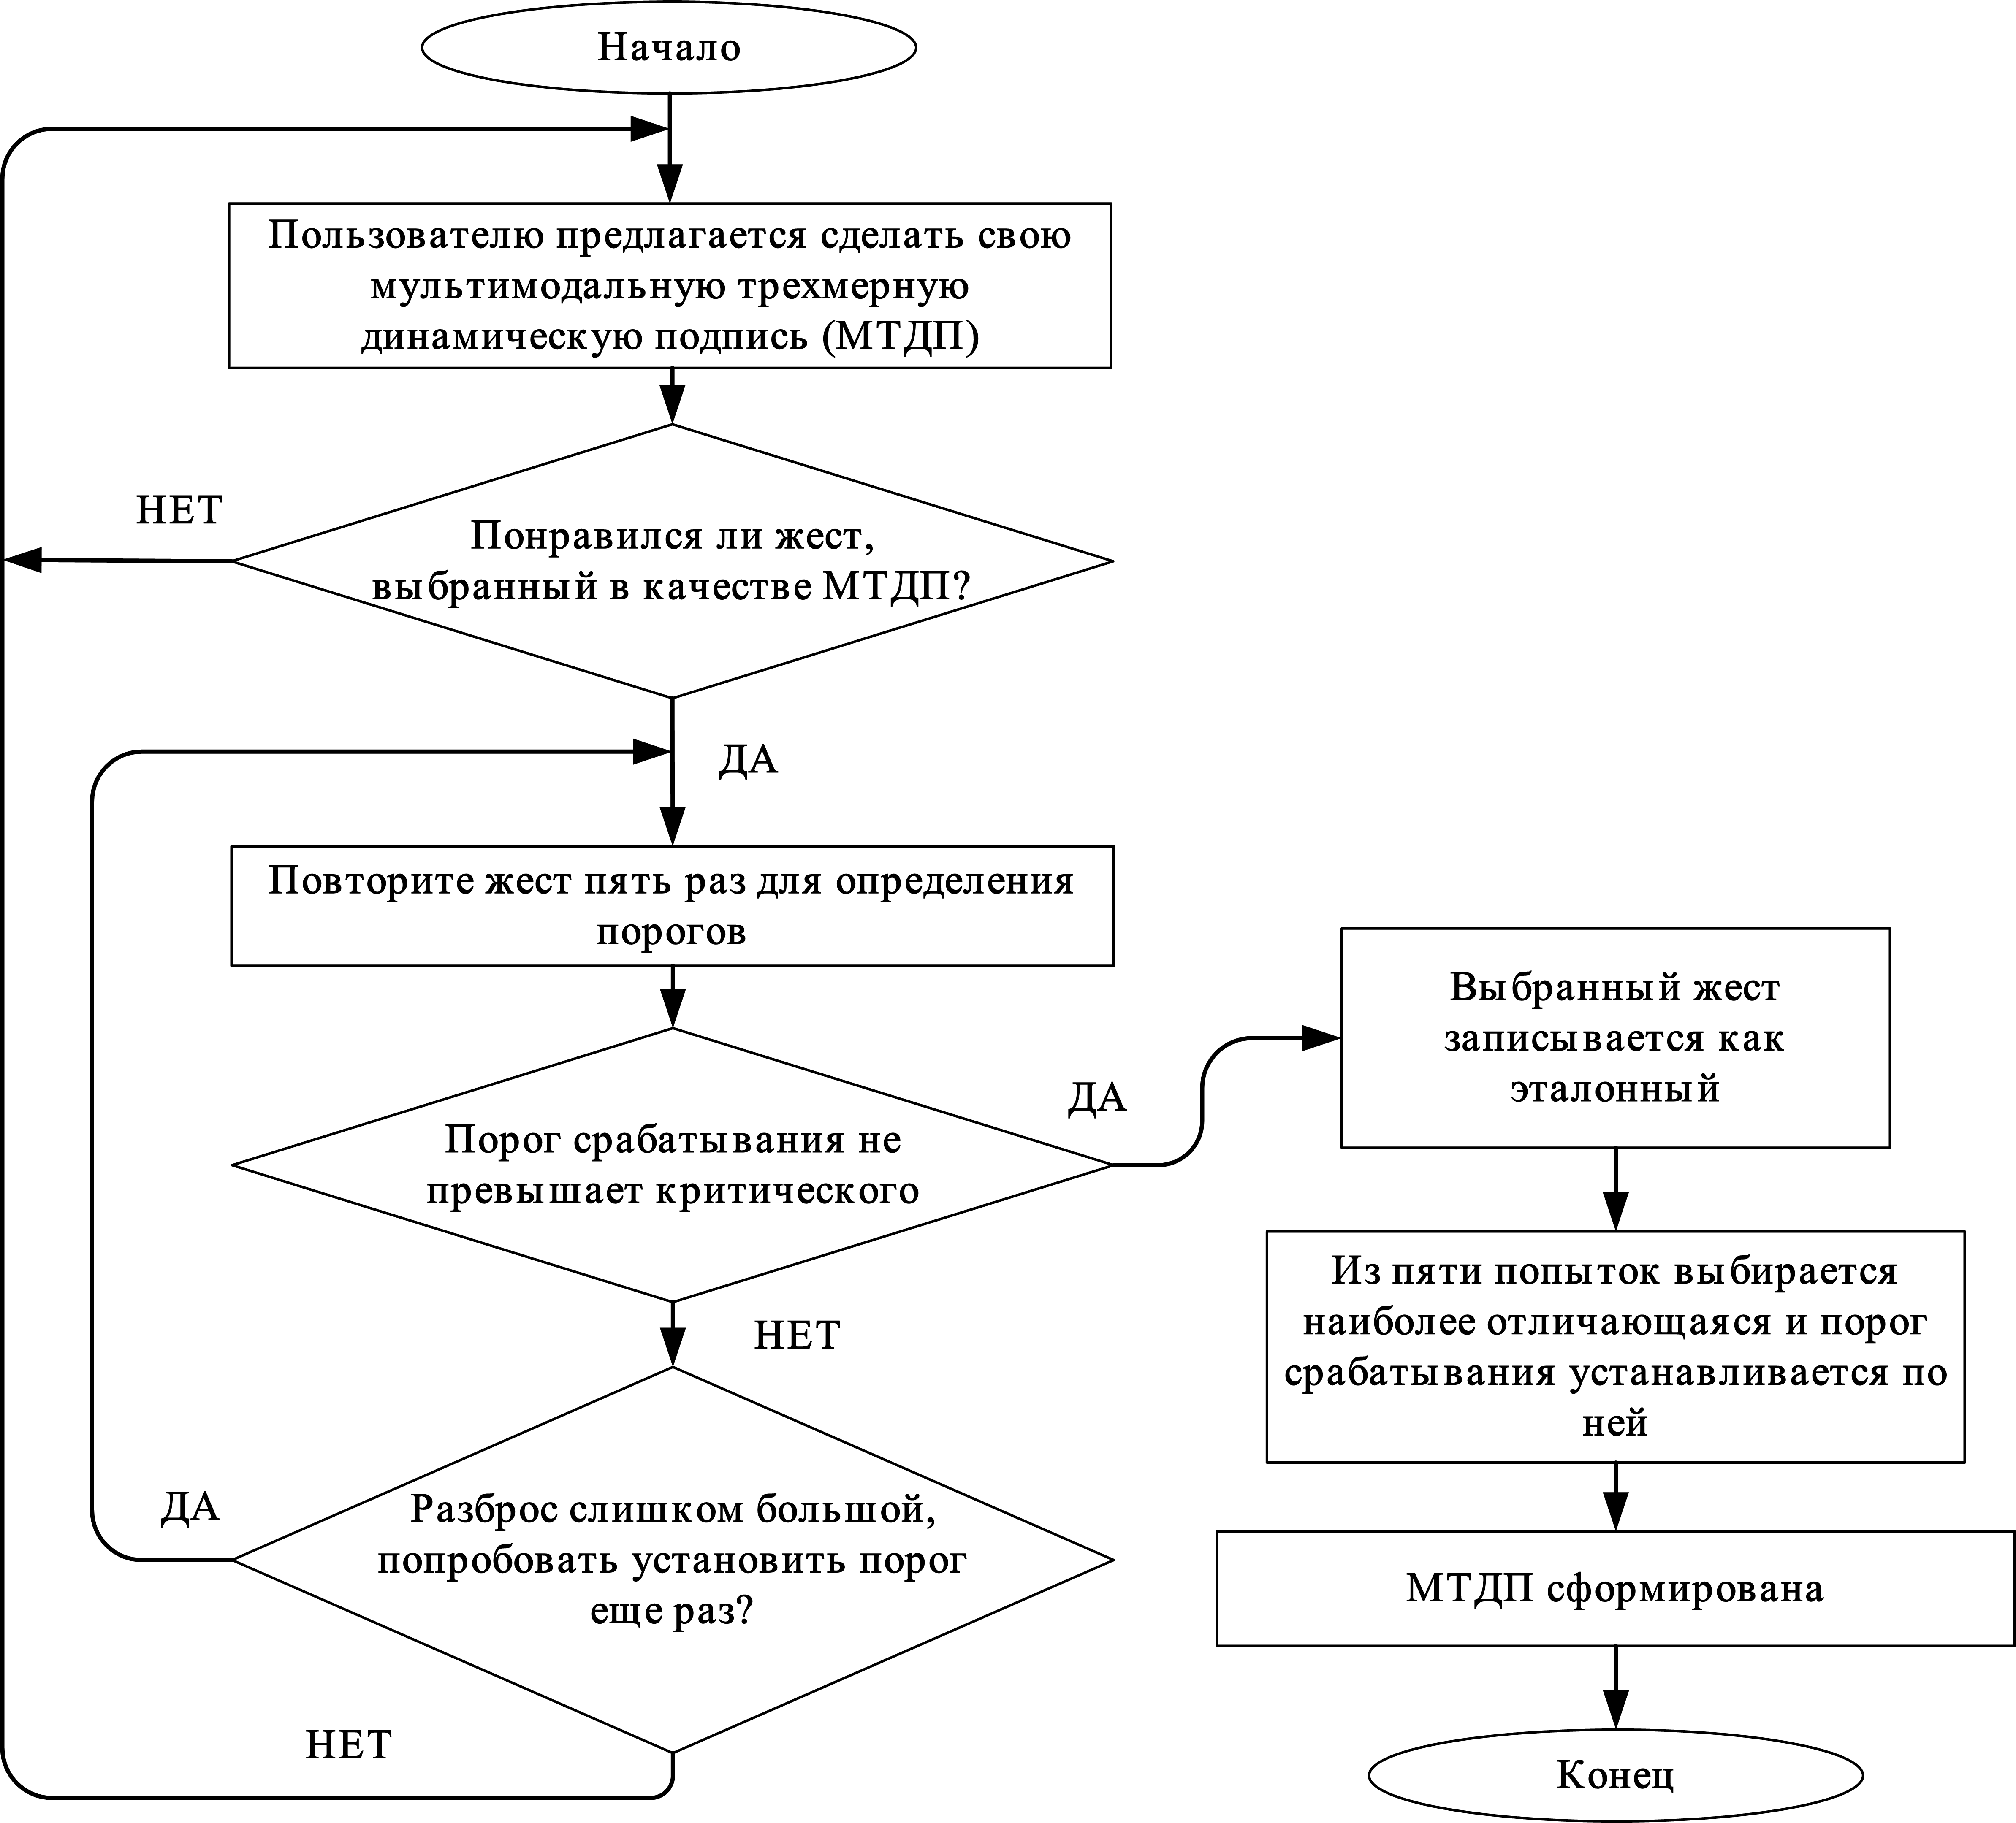 Начало
Пользователю предлагается сделать свою
мультимодальную трехмерную
динамическую подпись (МТДП)
НЕТ
Понравился ли жест,
выбранный в качестве МТДП?
ДА
Повторите жест пять раз для определения
порогов
Порог срабатывания не
превышает критического
ДА
НЕТ
Разброс слишком большой,
попробовать установить порог
еще раз?
ДА
НЕТ
Выбранный жест
записывается как
эталонный
Из пяти попыток выбирается
наиболее отличающаяся и порог
срабатывания устанавливается по
ней
МТДП сформирована
Конец